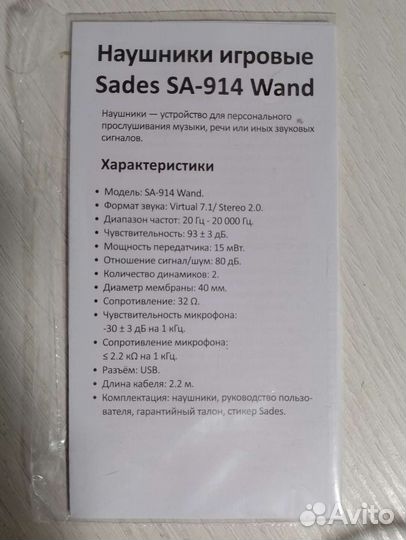 Наушники игровые
Sades SA-914 Wand
Наушники — устройство для персонального
прослушивания музыки, речи или иных звуковых
сигналов.
Характеристики
• Модель: SA-914 Wand.
• Формат звука: Virtual 7.1/ Stereo 2.0.
• Диапазон частот: 20 Гц - 20 000 Гц.
• Чувствительность: 93 ± 3 дБ.
• Мощность передатчика: 15 мВт.
• Отношение сигнал/шум: 80 дБ.
• Количество динамиков: 2.
• Диаметр мембраны: 40 мм.
• Сопротивление: 32 Ω.
• Чувствительность микрофона:
-30 ± 3 дБ на 1 кГц.
• Сопротивление микрофона:
≤ 2.2 кΩ на 1 кГц.
• Разъём: USB.
• Длина кабеля: 2.2 м.
• Комплектация: наушники, руководство пользо-
вателя, гарантийный талон, стикер Sades.
Avito